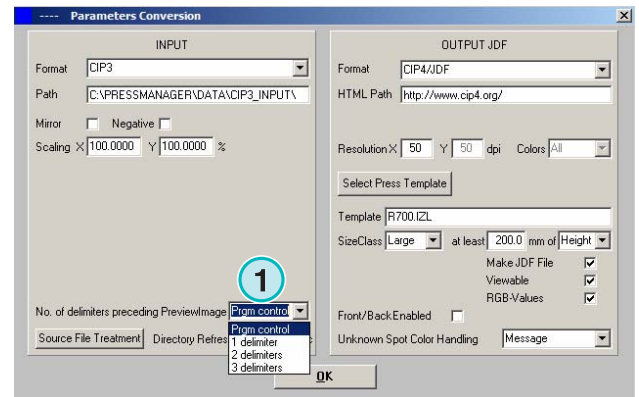 ---- Parameters Conversion
INPUT
Format CIP3
Path C:\PRESSMANAGER\DATA\CIP3_INPUT\
Mirror Negative
Scaling X 100.0000 Y 100.0000 %
1
No. of delimiters preceding PreviewImage Prgm control
Prgm control
1 delimiter
2 delimiters
3 delimiters
Source File Treatment Directory
OUTPUT JDF
Format CIP4/JDF
HTML Path http://www.cip4.org/
Resolution X 50 Y 50 dpi Colors All
Select Press Template
Template R700.IZL
SizeClass Large at least 200.0 mm of Height
Make JDF File
Viewable
RGB-Values
Front/Back Enabled
Unknown Spot Color Handling Message
OK